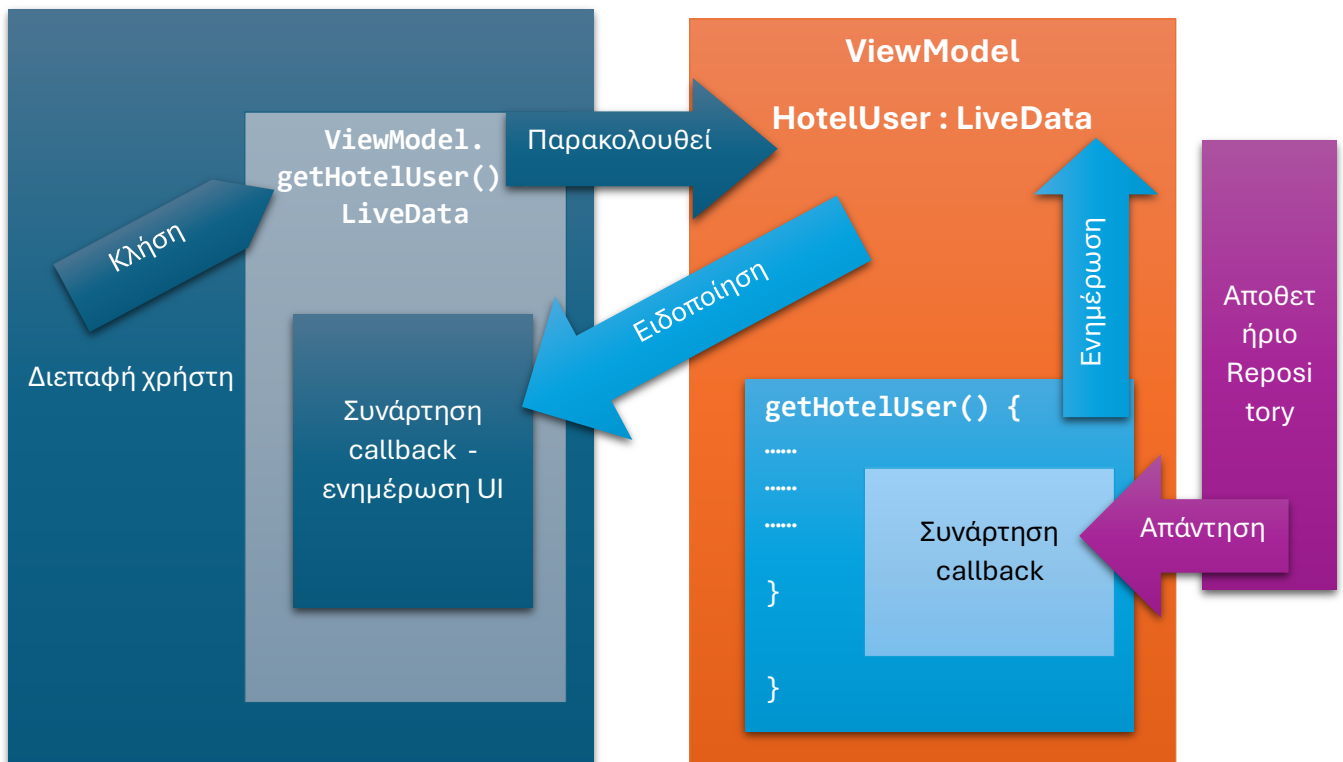 ViewModel
HotelUser : LiveData
ViewModel.
getHotelUser()
LiveData
Παρακολουθεί
Κλήση
Ειδοποίηση
Ενημέρωση
Διεπαφή χρήστη
Συνάρτηση
callback -
ενημέρωση UI
getHotelUser() {
……
……
……
}
}
Συνάρτηση
callback
Απάντηση
Αποθετ
ήριο
Reposi
tory